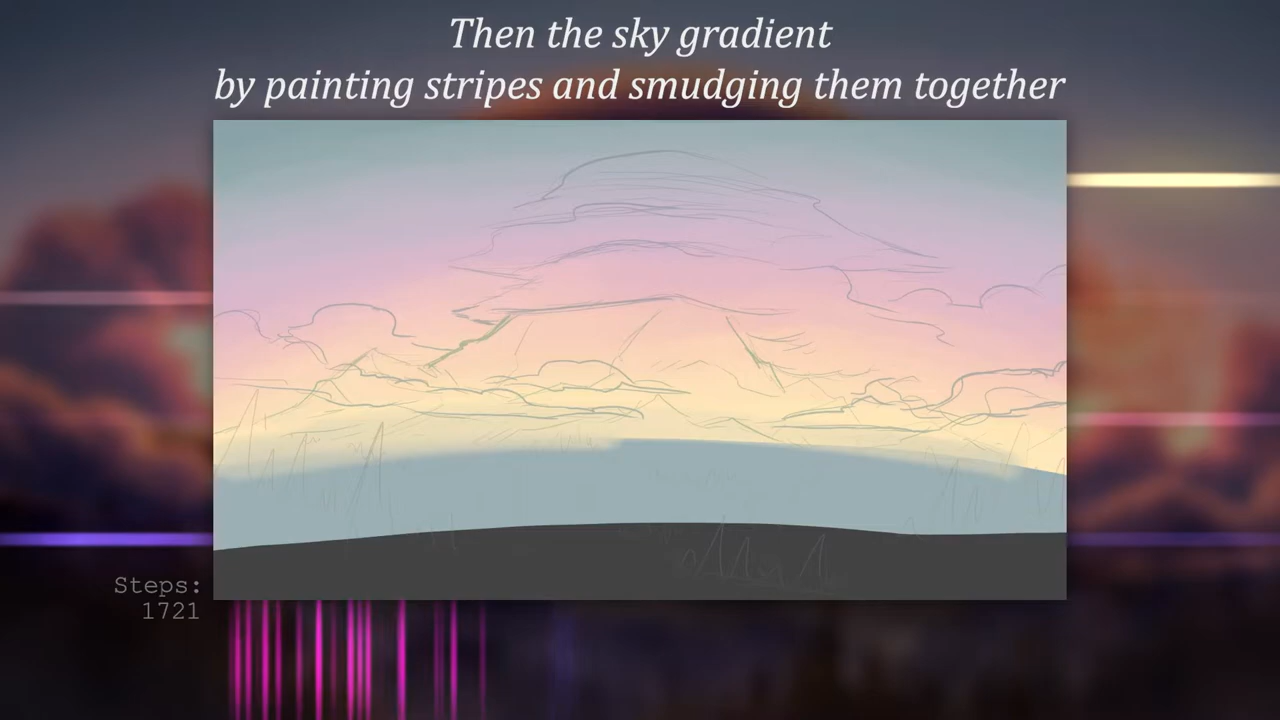 Then the sky gradient
by painting stripes and smudging them together
Steps:
1721